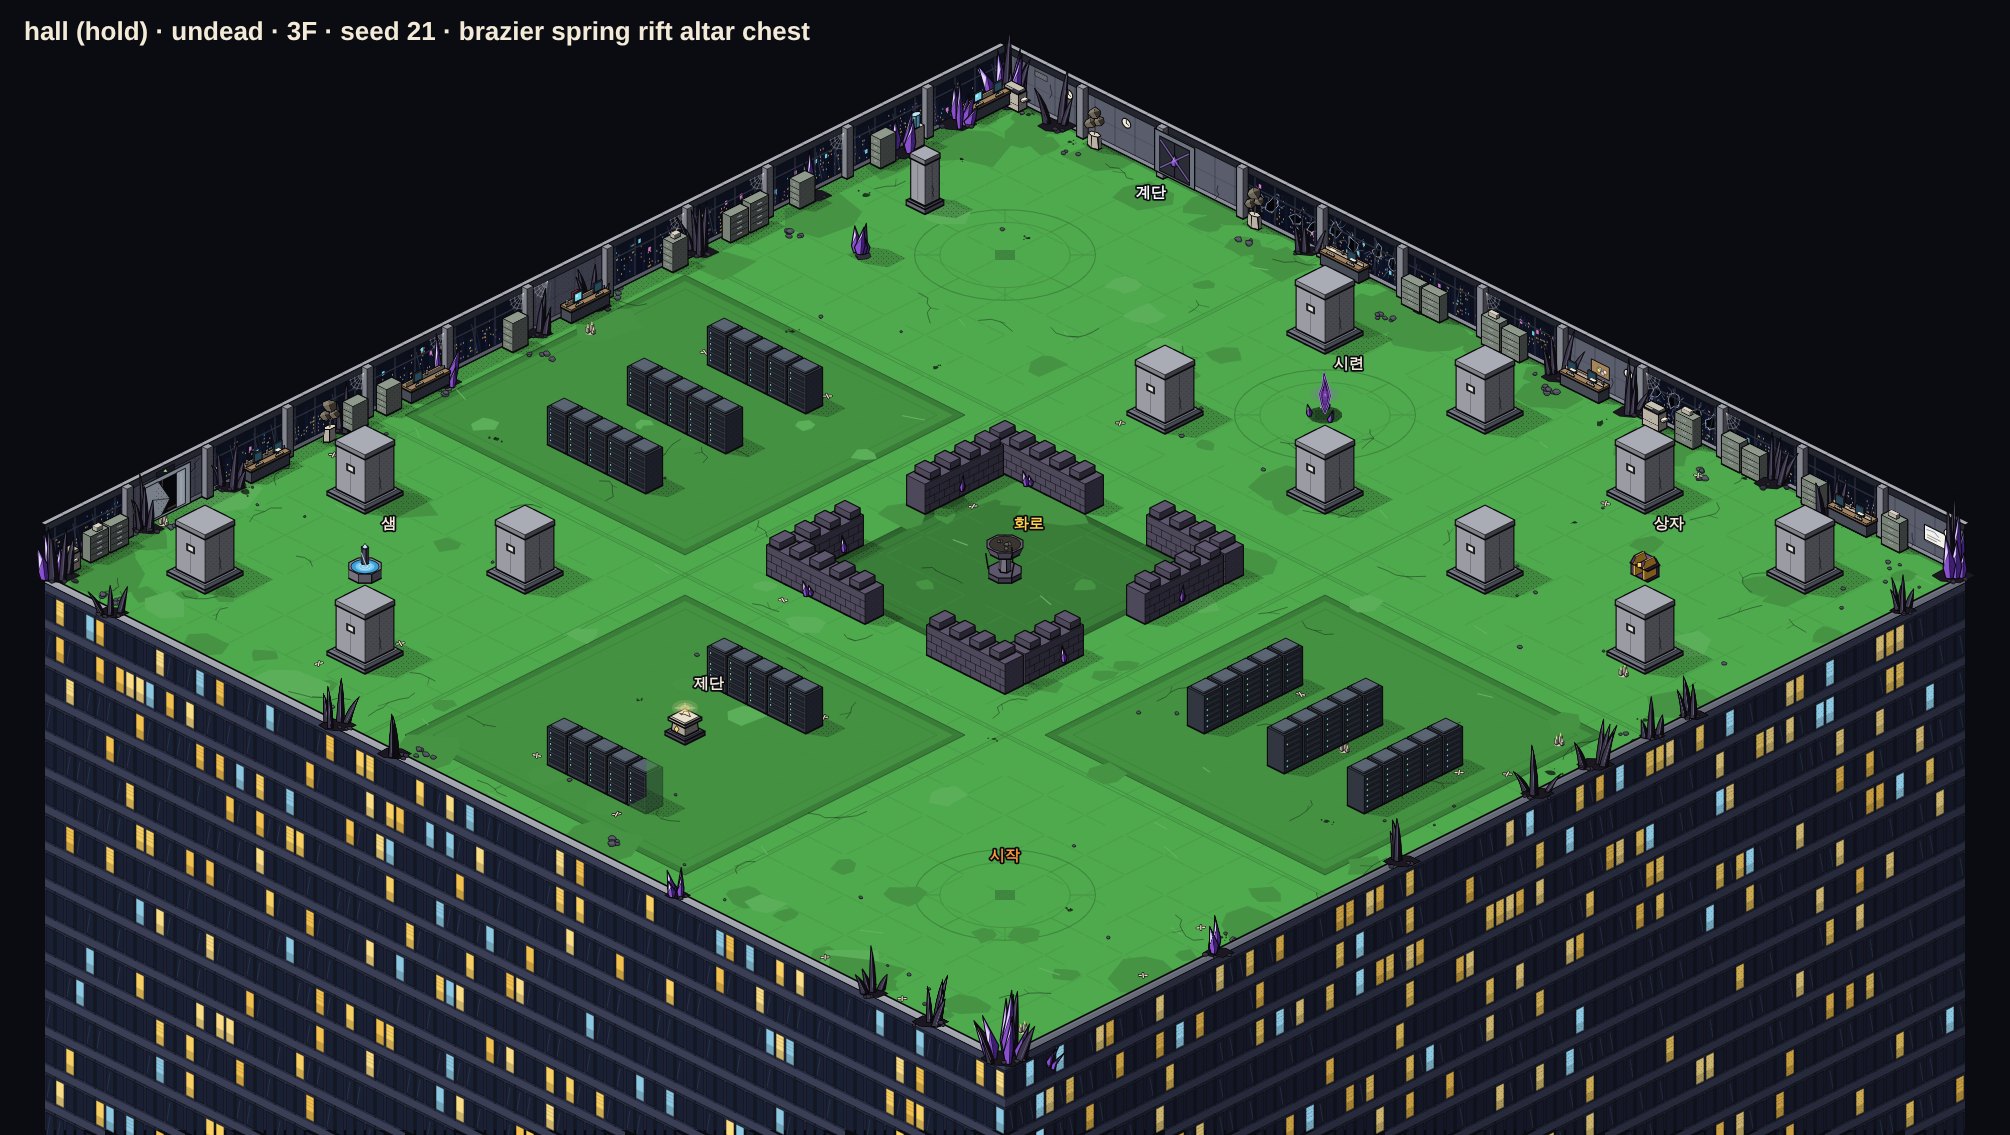 hall (hold) · undead · 3F · seed 21 · brazier spring rift altar chest
계단
시련
샘
화로
상자
제단
시작